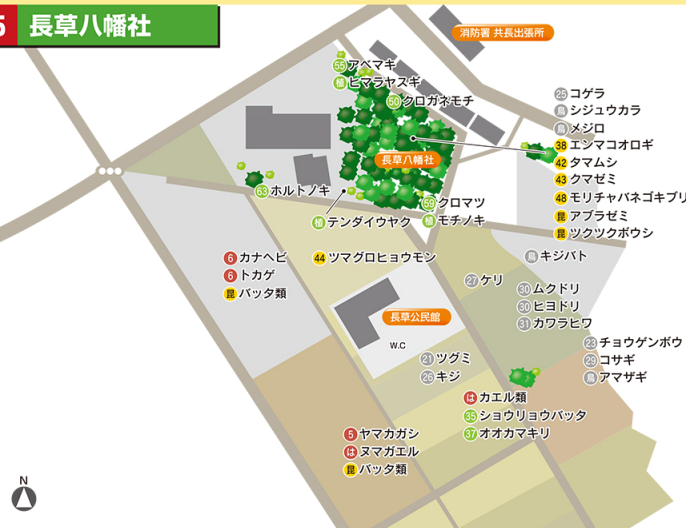 5 長草八幡社
消防署 共長出張所
55 アベマキ
植 ヒマラヤスギ
50 クロガネモチ
25 コゲラ
鳥 シジュウカラ
鳥 メジロ
38 エンマコオロギ
42 タマムシ
43 クマゼミ
48 モリチャバネゴキブリ
昆 アブラゼミ
昆 ツクツクボウシ
長草八幡社
63 ホルトノキ
59 クロマツ
植 モチノキ
植 テンダイウヤク
6 カナヘビ
6 トカゲ
昆 バッタ類
44 ツマグロヒョウモン
鳥 キジバト
27 ケリ
30 ムクドリ
30 ヒヨドリ
31 カワラヒワ
長草公民館
W.C
23 チョウゲンボウ
29 コサギ
鳥 アマサギ
21 ツグミ
26 キジ
は カエル類
35 ショウリョウバッタ
37 オオカマキリ
5 ヤマカガシ
は ヌマガエル
昆 バッタ類
N